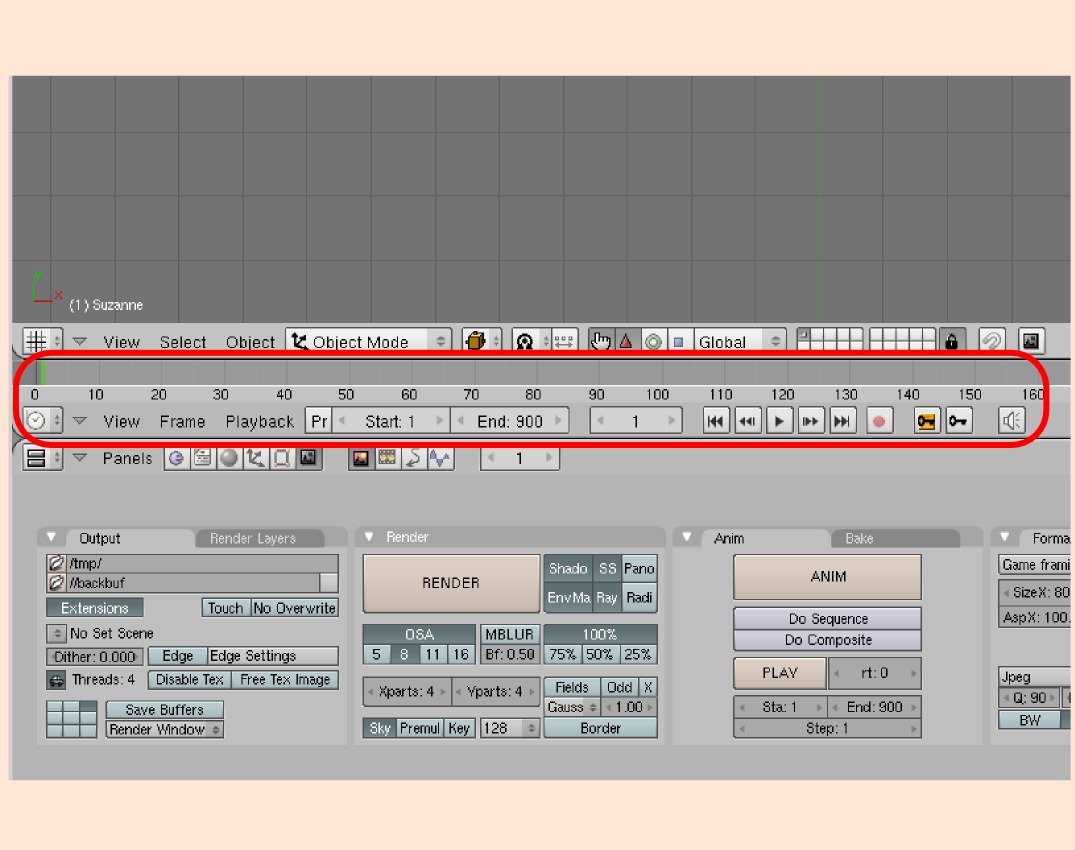 (1) Suzanne
View Select Object Object Mode Global
0 10 20 30 40 50 60 70 80 90 100 110 120 130 140 150 160
View Frame Playback Pr Start: 1 End: 900 1
Panels 1
Output Render Layers
/tmp/
//backbuf
Extensions Touch No Overwrite
No Set Scene
Dither: 0.000 Edge Edge Settings
Threads: 4 Disable Tex Free Tex Image
Save Buffers
Render Window
Render
RENDER
Shado SS Pano
EnvMa Ray Radi
OSA MBLUR 100%
5 8 11 16 Bf: 0.50 75% 50% 25%
Xparts: 4 Yparts: 4 Fields Odd X
Gauss 1.00
Sky Premul Key 128 Border
Anim Bake
ANIM
Do Sequence
Do Composite
PLAY rt: 0
Sta: 1 End: 900
Step: 1
Forma
Game frami
SizeX: 80
AspX: 100.
Jpeg
Q: 90
BW
y
x